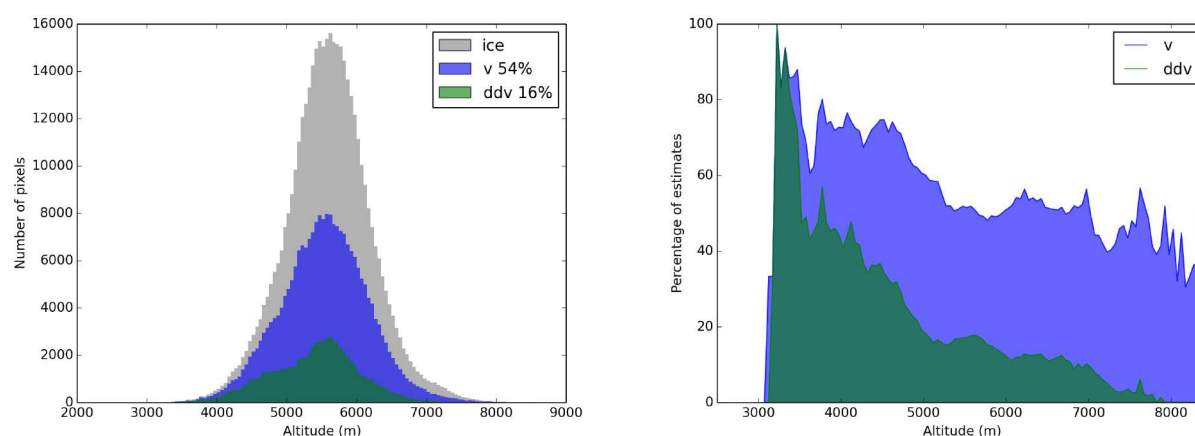 16000
14000
12000
10000
8000
6000
4000
2000
0
Number of pixels
ice
v 54%
ddv 16%
2000 3000 4000 5000 6000 7000 8000 9000
Altitude (m)
100
80
60
40
20
0
Percentage of estimates
v
ddv
3000 4000 5000 6000 7000 8000
Altitude (m)